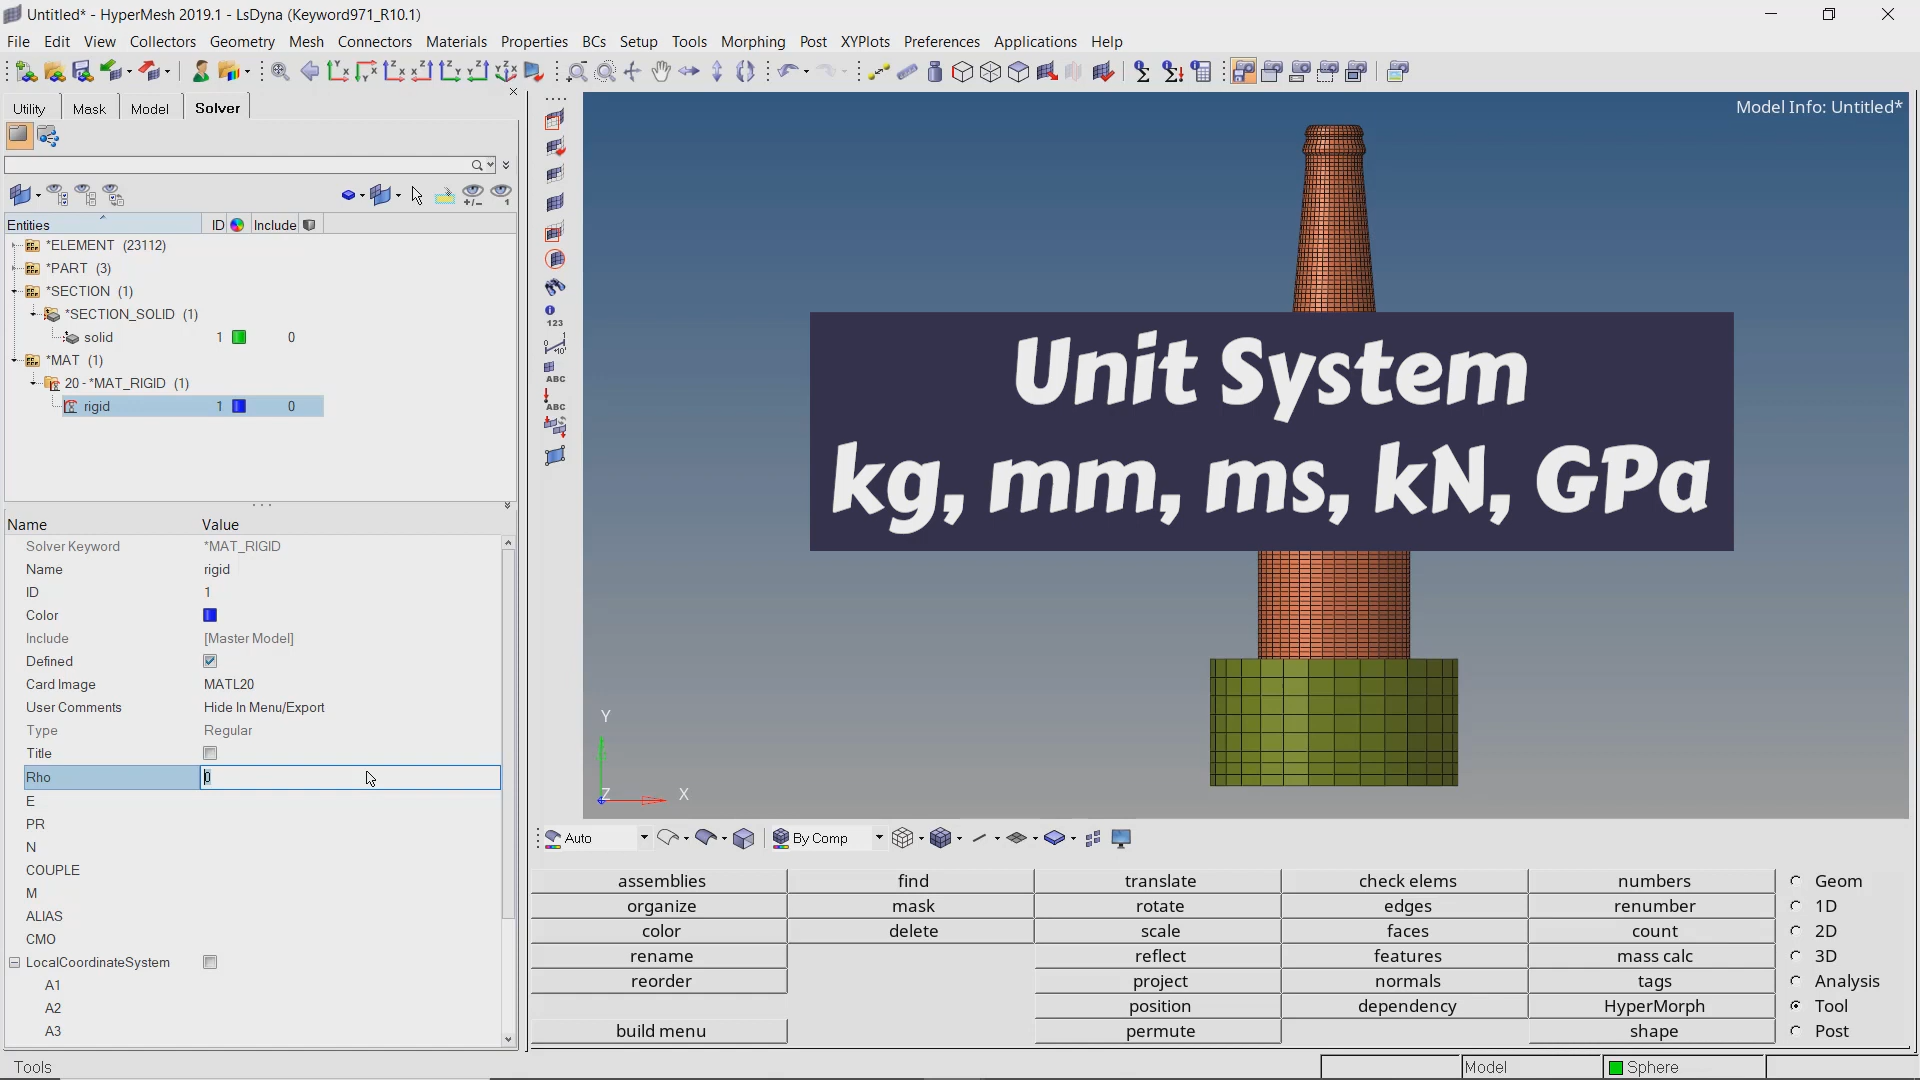 Untitled* - HyperMesh 2019.1 - LsDyna (Keyword971_R10.1)
File Edit View Collectors Geometry Mesh Connectors Materials Properties BCs Setup Tools Morphing Post XYPlots Preferences Applications Help
Utility Mask Model Solver
Model Info: Untitled*
Entities ID Include
*ELEMENT (23112)
*PART (3)
*SECTION (1)
*SECTION_SOLID (1)
solid 1 0
*MAT (1)
20 - *MAT_RIGID (1)
rigid 1 0
123
ABC
ABC
Unit System
kg, mm, ms, kN, GPa
Name Value
Solver Keyword *MAT_RIGID
Name rigid
ID 1
Color
Include [Master Model]
Defined
Card Image MATL20
User Comments Hide In Menu/Export
Type Regular
Title
Rho 0
E
PR
N
COUPLE
M
ALIAS
CMO
LocalCoordinateSystem
A1
A2
A3
Y
Z X
Auto By Comp
assemblies find translate check elems numbers Geom
organize mask rotate edges renumber 1D
color delete scale faces count 2D
rename reflect features mass calc 3D
reorder project normals tags Analysis
position dependency HyperMorph Tool
build menu permute shape Post
Tools Model Sphere